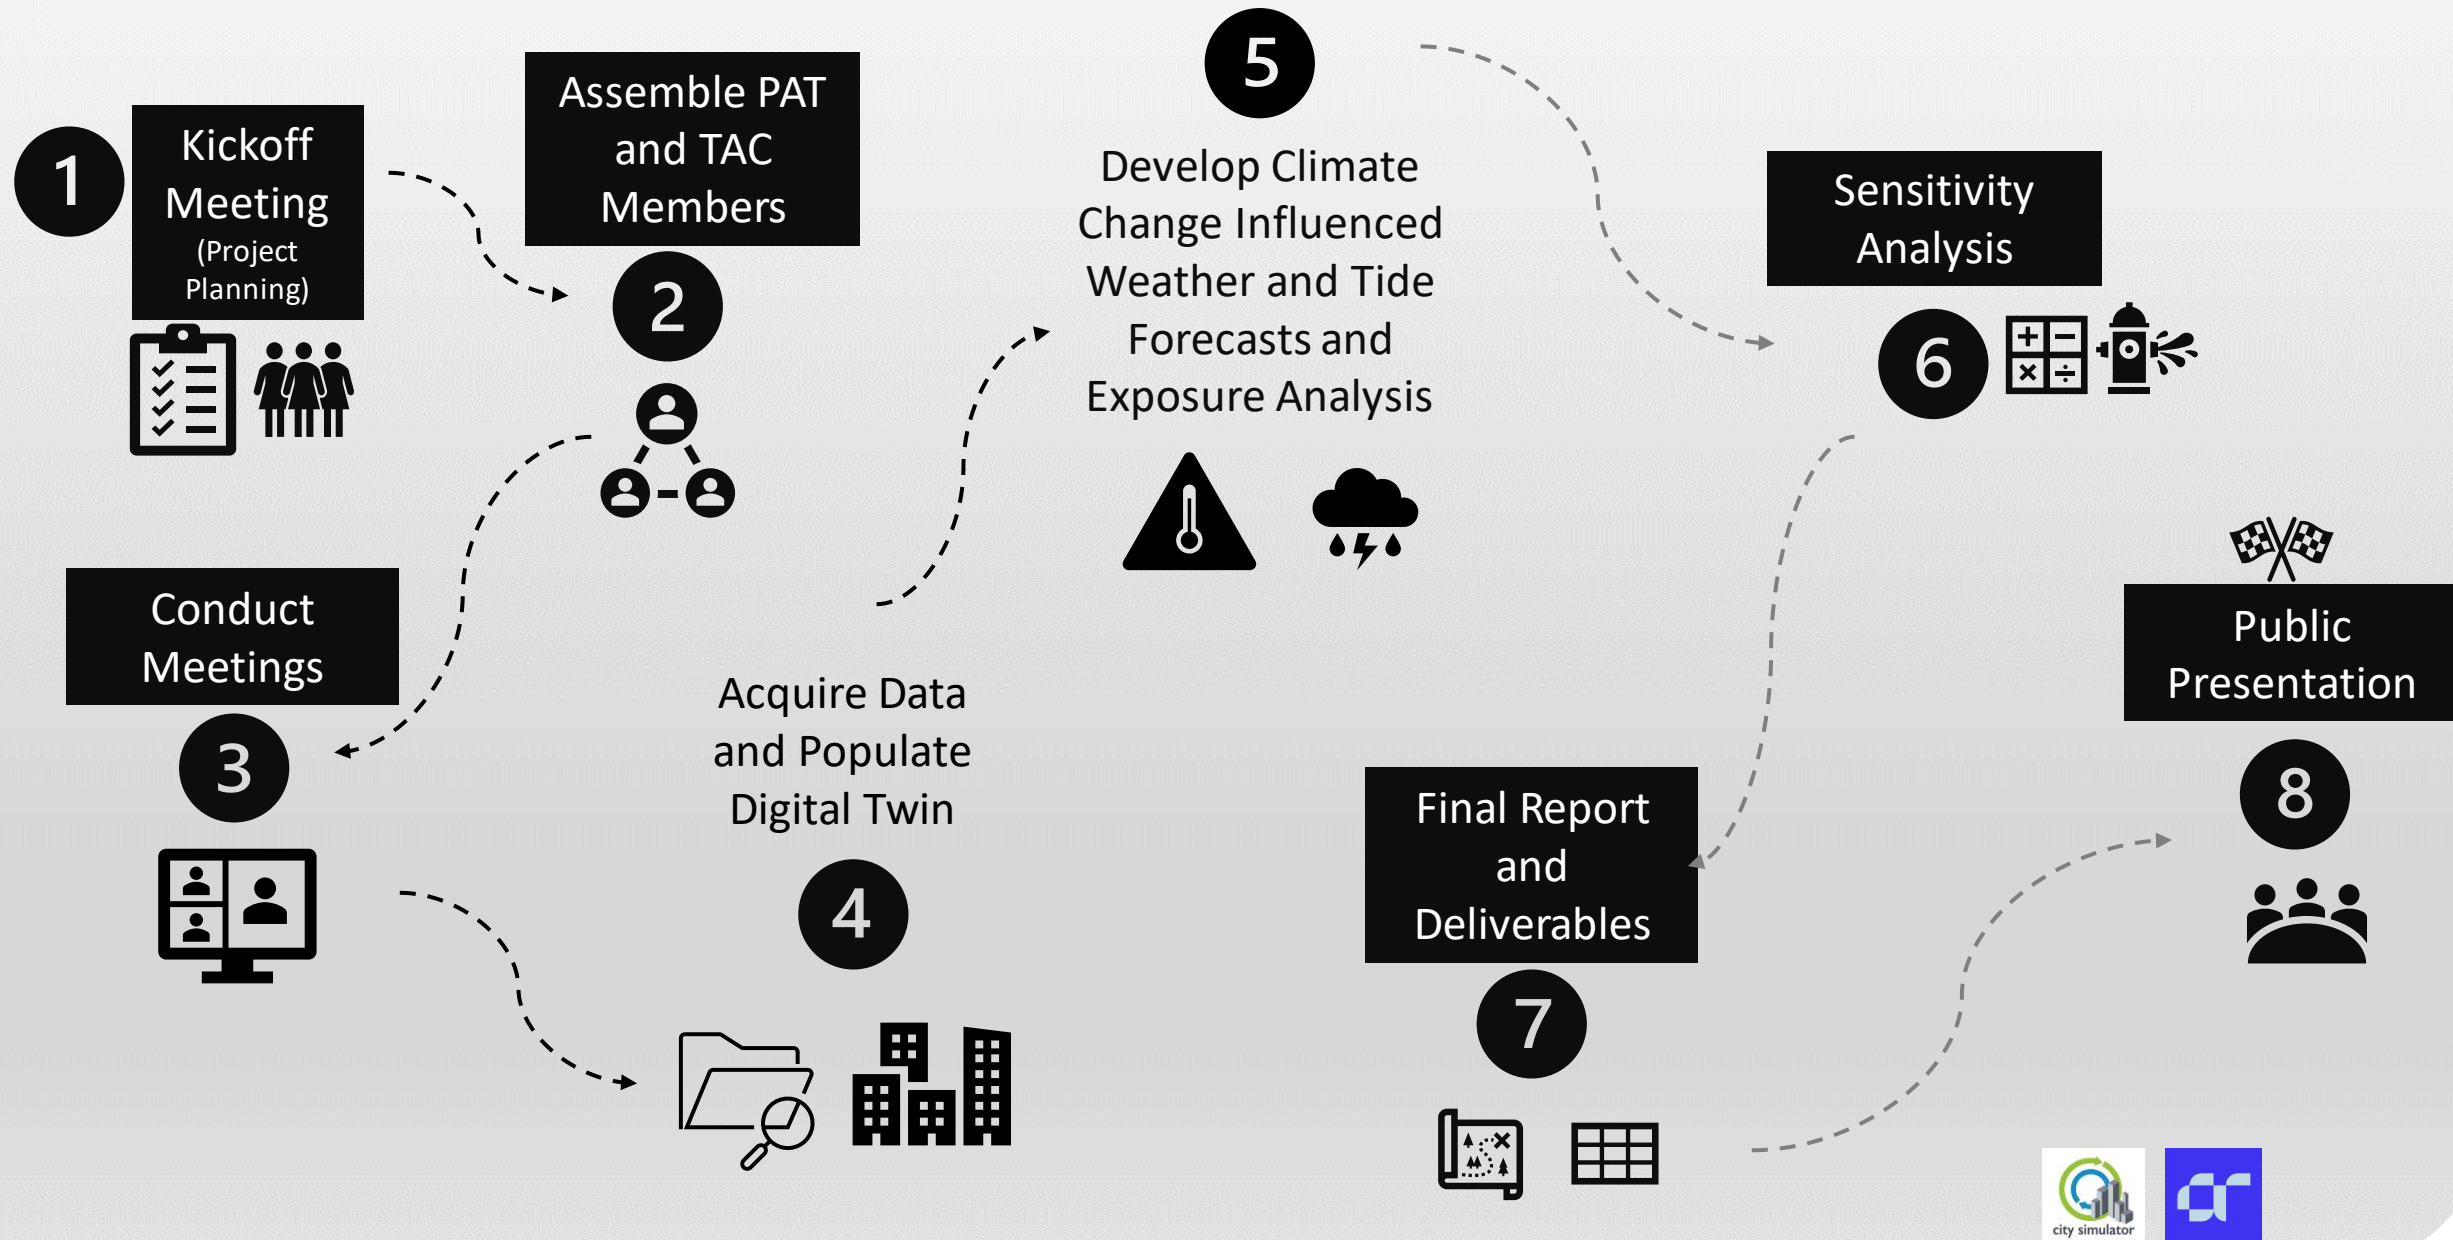 1
Kickoff
Meeting
(Project
Planning)
Assemble PAT
and TAC
Members
2
Conduct
Meetings
3
Acquire Data
and Populate
Digital Twin
4
5
Develop Climate
Change Influenced
Weather and Tide
Forecasts and
Exposure Analysis
Sensitivity
Analysis
6
Final Report
and
Deliverables
7
Public
Presentation
8
city simulator